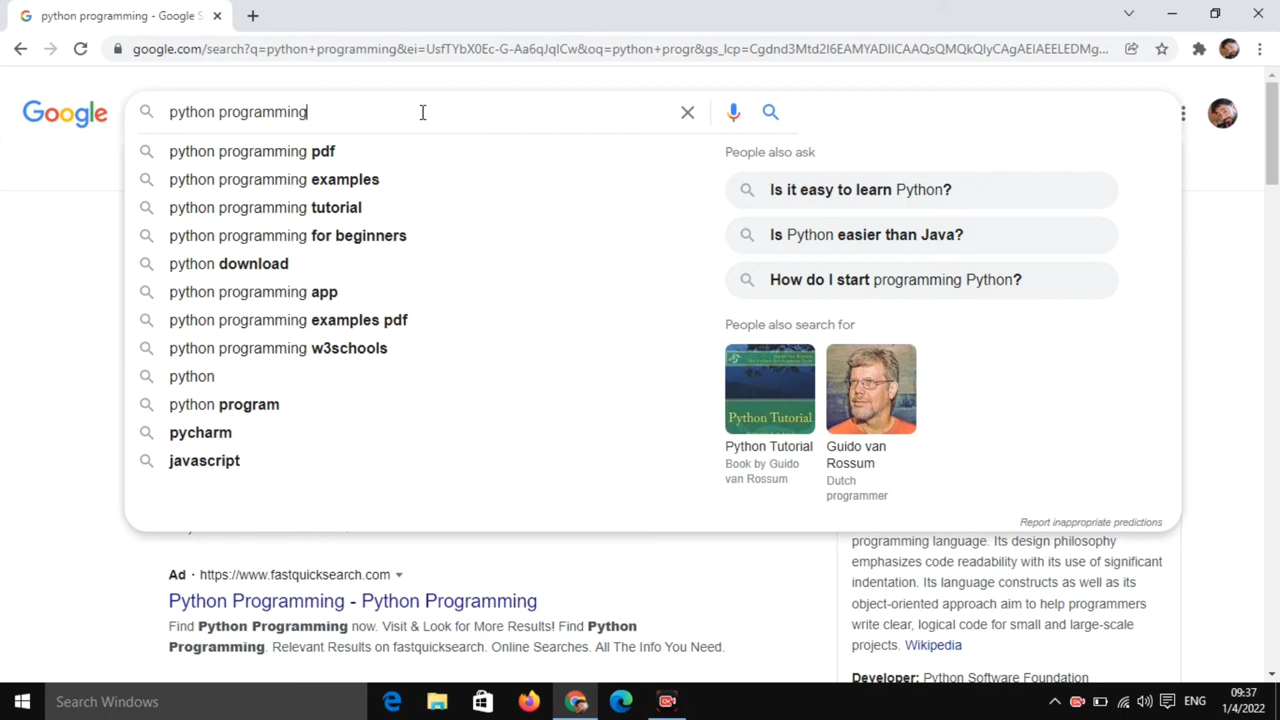 python programming - Google S
google.com/search?q=python+programming&ei=UsfTYbX0Ec-G-Aa6qJqlCw&oq=python+progr&gs_lcp=Cgdnd3Mtd2l6EAMYADIICAAQsQMQkQIyCAgAEIAEELEDMg...
Google
python programming
python programming pdf
python programming examples
python programming tutorial
python programming for beginners
python download
python programming app
python programming examples pdf
python programming w3schools
python
python program
pycharm
javascript
People also ask
Is it easy to learn Python?
Is Python easier than Java?
How do I start programming Python?
People also search for
Python Tutorial
Python Tutorial
Book by Guido
van Rossum
Guido van
Rossum
Dutch
programmer
Report inappropriate predictions
Ad · https://www.fastquicksearch.com
Python Programming - Python Programming
Find Python Programming now. Visit & Look for More Results! Find Python
Programming. Relevant Results on fastquicksearch. Online Searches. All The Info You Need.
programming language. Its design philosophy
emphasizes code readability with its use of significant
indentation. Its language constructs as well as its
object-oriented approach aim to help programmers
write clear, logical code for small and large-scale
projects. Wikipedia
Developer: Python Software Foundation
Search Windows
ENG
09:37
1/4/2022